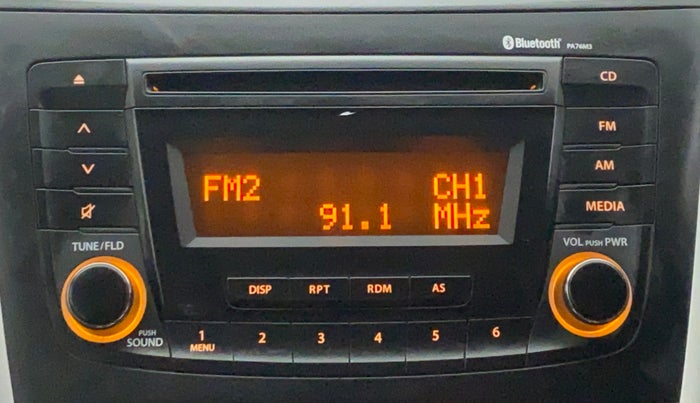 Bluetooth PA76M3
CD
FM
AM
MEDIA
FM2 CH1
91.1 MHz
TUNE/FLD
VOL PUSH PWR
DISP RPT RDM AS
PUSH
SOUND
1 2 3 4 5 6
MENU